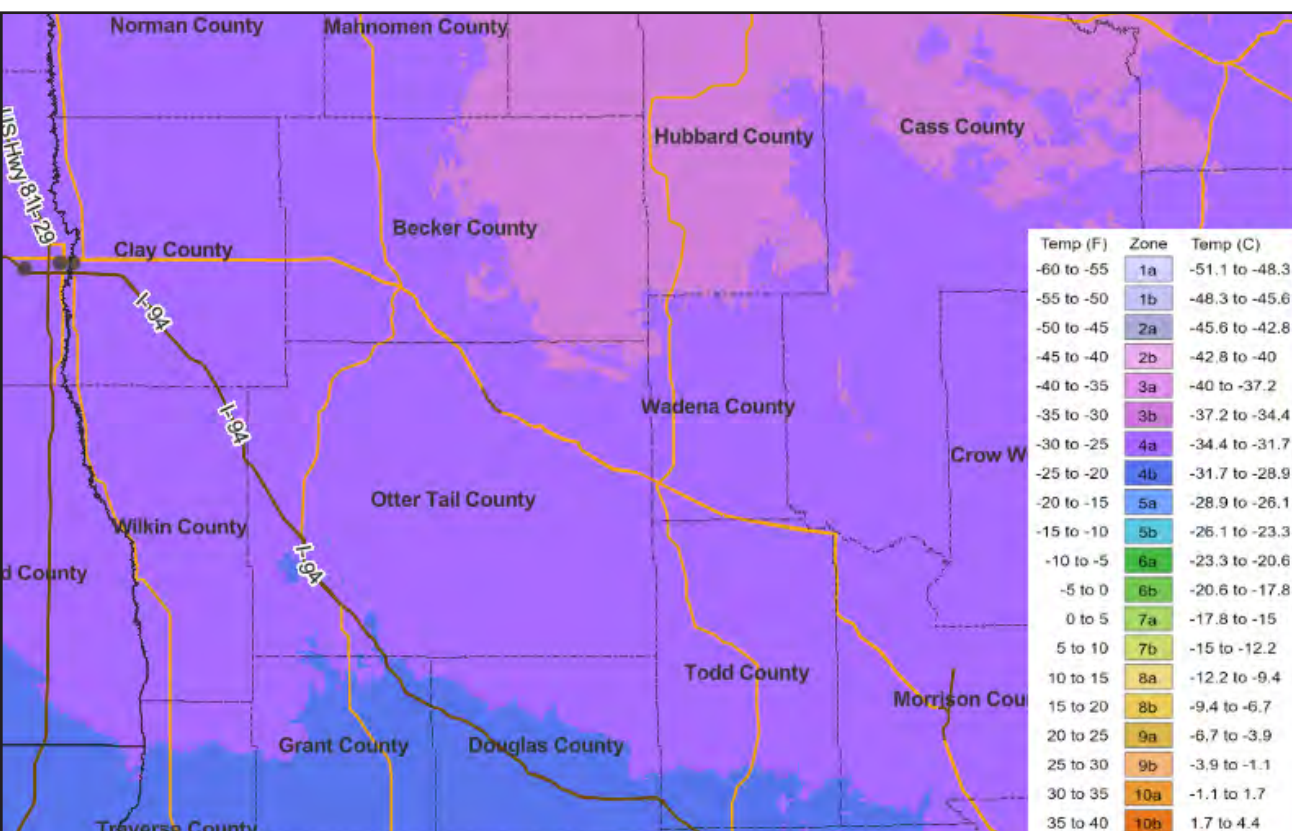 Norman County
Mahnomen County
US Hwy 81
I-29
Hubbard County
Cass County
Becker County
Clay County
I-94
I-94
Wadena County
Crow W
Otter Tail County
Wilkin County
I-94
d County
Todd County
Morrison Cou
Grant County
Douglas County
Traverse County
Temp (F) Zone Temp (C)
-60 to -55 1a -51.1 to -48.3
-55 to -50 1b -48.3 to -45.6
-50 to -45 2a -45.6 to -42.8
-45 to -40 2b -42.8 to -40
-40 to -35 3a -40 to -37.2
-35 to -30 3b -37.2 to -34.4
-30 to -25 4a -34.4 to -31.7
-25 to -20 4b -31.7 to -28.9
-20 to -15 5a -28.9 to -26.1
-15 to -10 5b -26.1 to -23.3
-10 to -5 6a -23.3 to -20.6
-5 to 0 6b -20.6 to -17.8
0 to 5 7a -17.8 to -15
5 to 10 7b -15 to -12.2
10 to 15 8a -12.2 to -9.4
15 to 20 8b -9.4 to -6.7
20 to 25 9a -6.7 to -3.9
25 to 30 9b -3.9 to -1.1
30 to 35 10a -1.1 to 1.7
35 to 40 10b 1.7 to 4.4